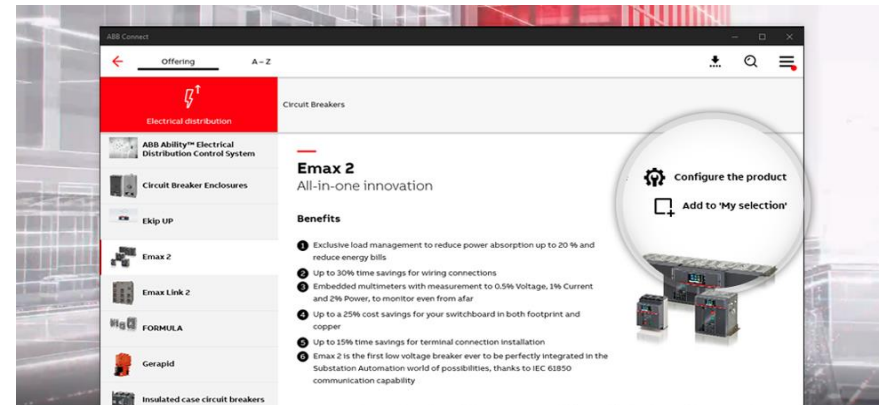 ABB Connect
Offering
A – Z
Electrical distribution
Circuit Breakers
ABB Ability™ Electrical
Distribution Control System
Circuit Breaker Enclosures
Ekip UP
Emax 2
Emax Link 2
FORMULA
Gerapid
Insulated case circuit breakers
Emax 2
All-in-one innovation
Benefits
1 Exclusive load management to reduce power absorption up to 20 % and
reduce energy bills
2 Up to 30% time savings for wiring connections
3 Embedded multimeters with measurement to 0.5% Voltage, 1% Current
and 2% Power, to monitor even from afar
4 Up to a 25% cost savings for your switchboard in both footprint and
copper
5 Up to 15% time savings for terminal connection installation
6 Emax 2 is the first low voltage breaker ever to be perfectly integrated in the
Substation Automation world of possibilities, thanks to IEC 61850
communication capability
Configure the product
Add to 'My selection'